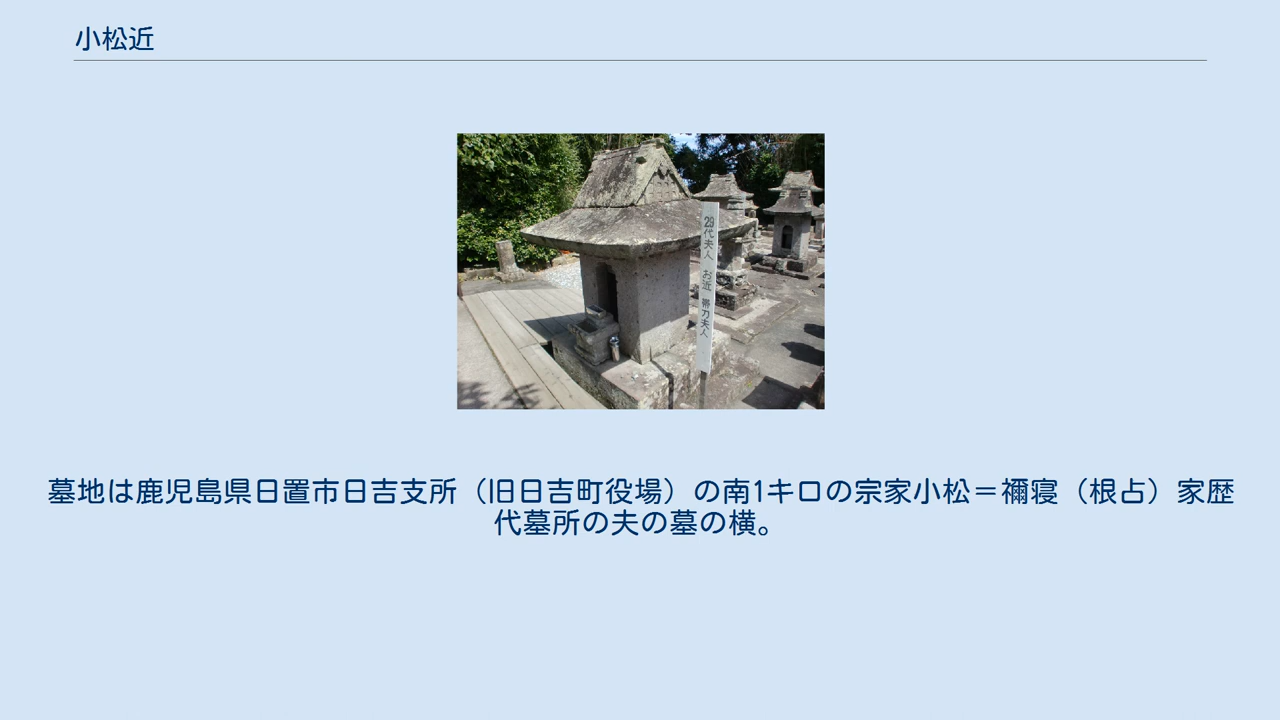 小松近
29代夫人 お近 帯刀夫人
墓地は鹿児島県日置市日吉支所（旧日吉町役場）の南1キロの宗家小松＝禰寝（根占）家歴
代墓所の夫の墓の横。